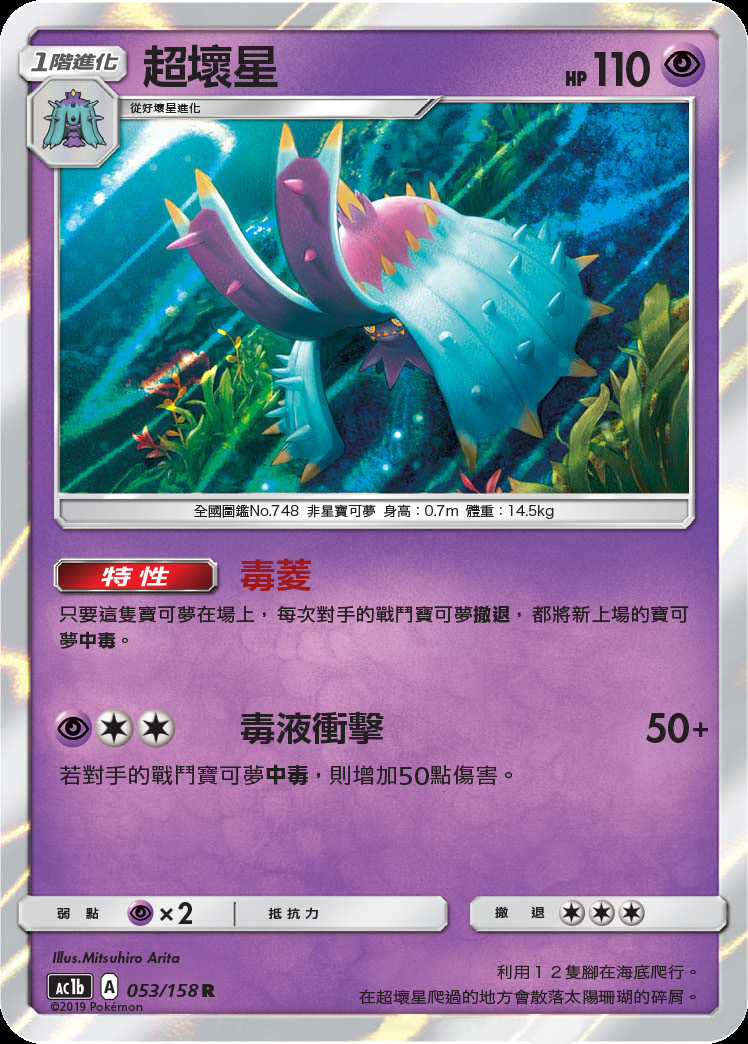 1階進化
超壞星
HP 110
從好壞星進化
全國圖鑑No.748 非星寶可夢 身高：0.7m 體重：14.5kg
特性 毒菱
只要這隻寶可夢在場上，每次對手的戰鬥寶可夢撤退，都將新上場的寶可
夢中毒。
毒液衝擊 50+
若對手的戰鬥寶可夢中毒，則增加50點傷害。
弱點 ×2 抵抗力 撤退
Illus.Mitsuhiro Arita
AC1b A 053/158 R
©2019 Pokémon
利用１２隻腳在海底爬行。
在超壞星爬過的地方會散落太陽珊瑚的碎屑。